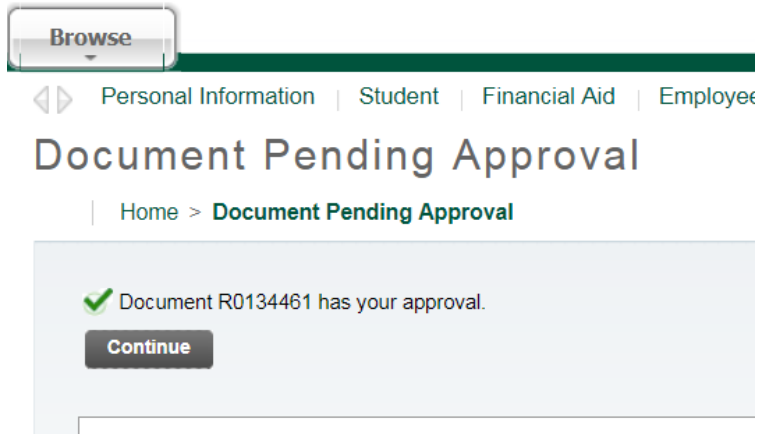 Browse
Personal Information | Student | Financial Aid | Employee
Document Pending Approval
Home > Document Pending Approval
Document R0134461 has your approval.
Continue